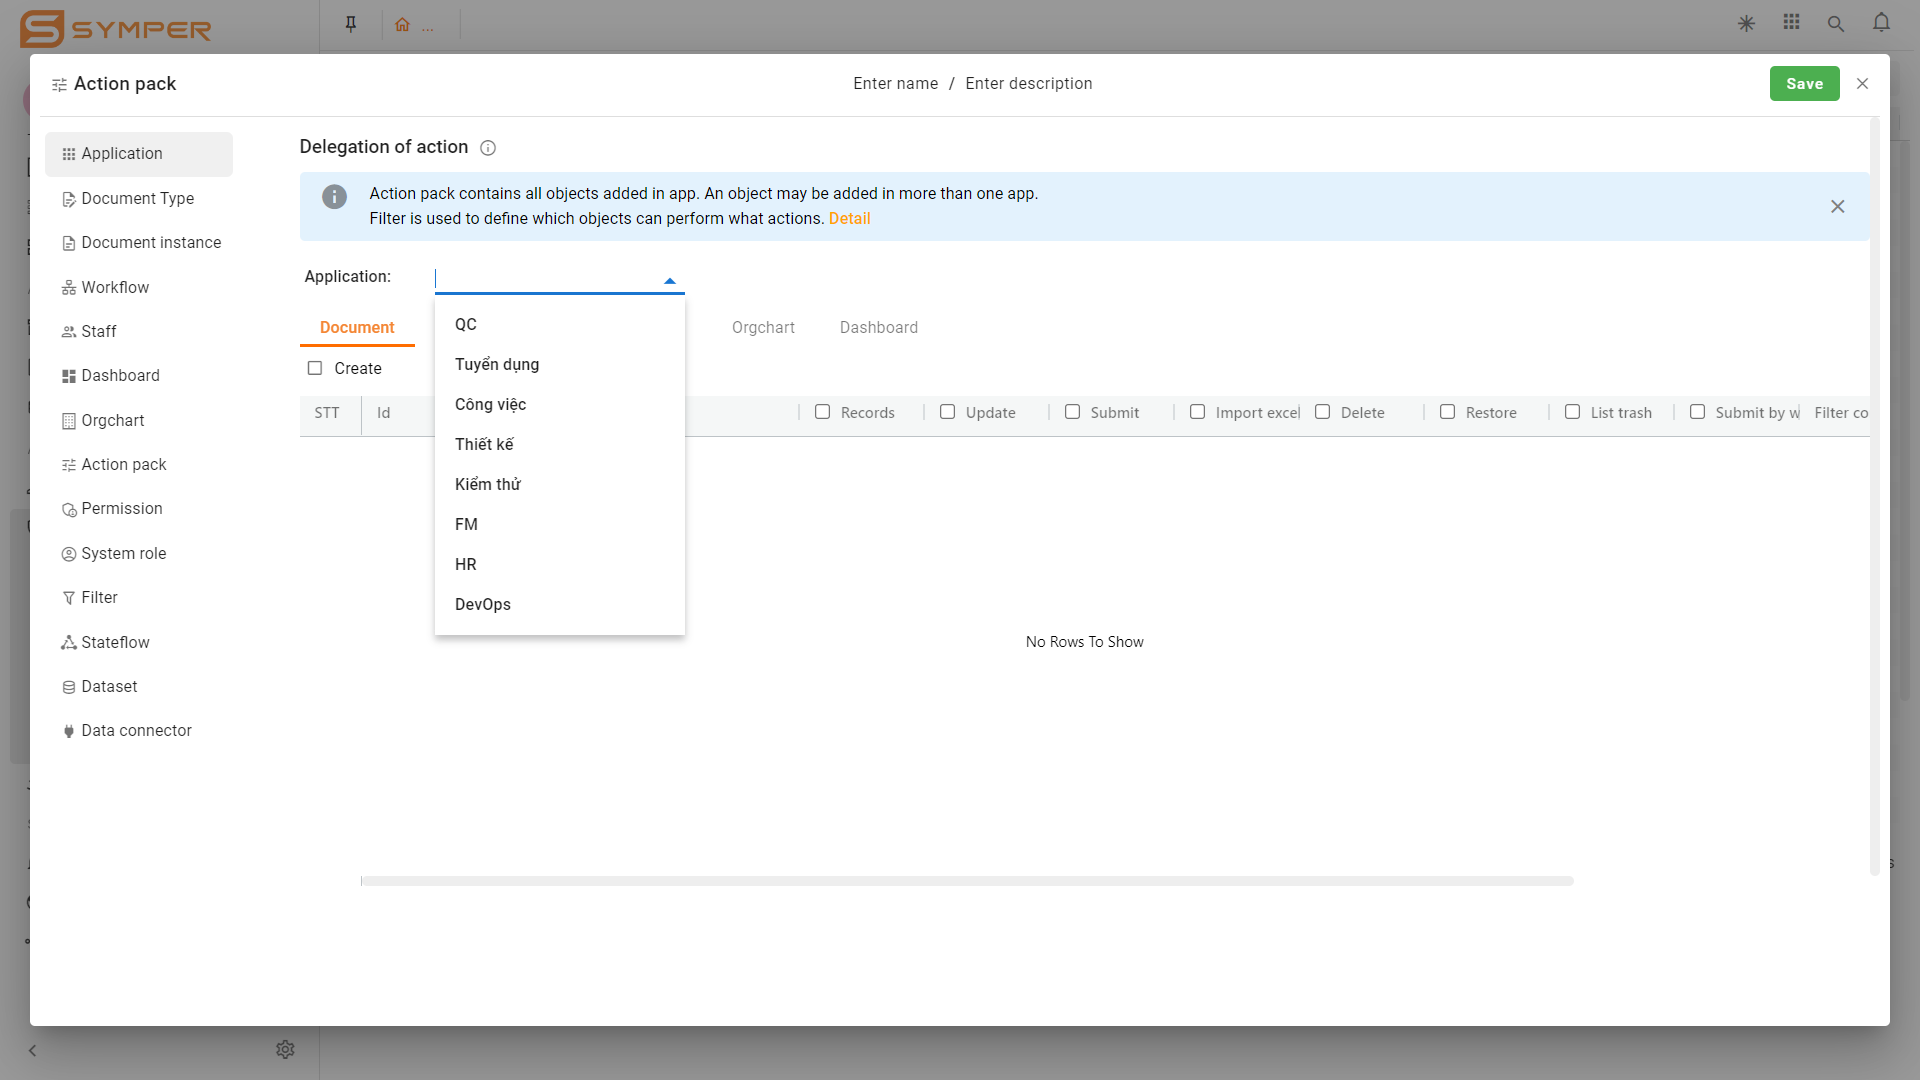 SYMPER
...
Action pack
Enter name / Enter description
Save
Application
Document Type
Document instance
Workflow
Staff
Dashboard
Orgchart
Action pack
Permission
System role
Filter
Stateflow
Dataset
Data connector
Delegation of action
Action pack contains all objects added in app. An object may be added in more than one app.
Filter is used to define which objects can perform what actions. Detail
Application:
QC
Tuyển dụng
Công việc
Thiết kế
Kiểm thử
FM
HR
DevOps
Document
Orgchart
Dashboard
Create
STT
Id
Records
Update
Submit
Import excel
Delete
Restore
List trash
Submit by w
Filter co
No Rows To Show